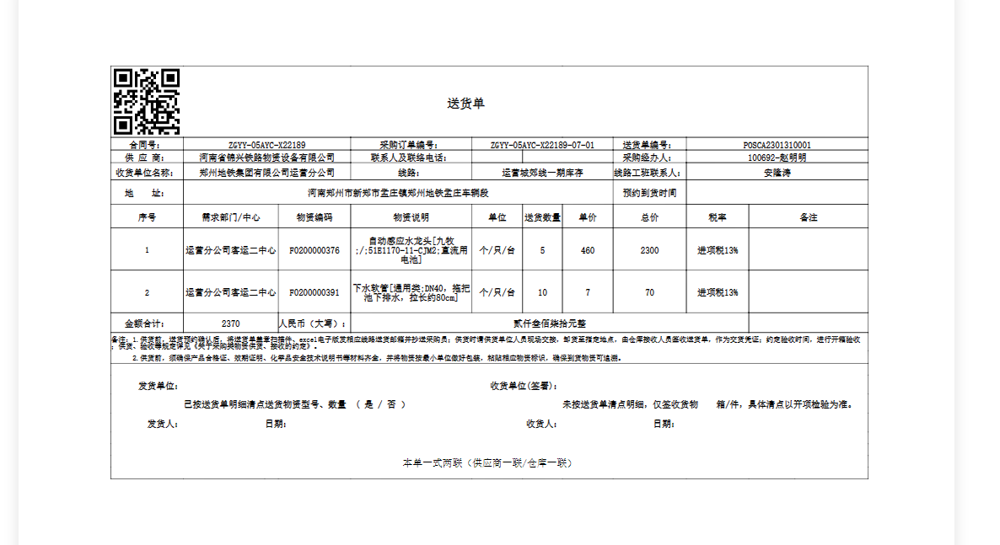 送货单
合同号: ZGYY-05AYC-X22189 采购订单编号: ZGYY-05AYC-X22189-07-01 送货单编号: POSCA2301310001
供 应 商: 河南省锦兴铁路物资设备有限公司 联系人及联络电话: 采购经办人: 100692-赵明明
收货单位名称: 郑州地铁集团有限公司运营分公司 线路: 运营城郊线一期库存 线路工班联系人: 安隆涛
地 址: 河南郑州市新郑市孟庄镇郑州地铁孟庄车辆段 预约到货时间
序号 需求部门/中心 物资编码 物资说明 单位 送货数量 单价 总价 税率 备注
1 运营分公司客运二中心 F0200000376 自动感应水龙头[九牧
;/;51E1170-11-CJM2;直流用
电池] 个/只/台 5 460 2300 进项税13%
2 运营分公司客运二中心 F0200000391 下水软管[通用类;DN40，拖把
池下排水，拉长约80cm] 个/只/台 10 7 70 进项税13%
金额合计: 2370 人民币（大写）: 贰仟叁佰柒拾元整
备注: 1.供货前，送货预约确认后，将送货单盖章扫描件、excel电子版发相应线路送货邮箱并抄送采购员；供货时请供货单位人员现场交接，卸货至指定地点，由仓库接收人员签收送货单，作为交货凭证；约定验收时间，进行开箱验收
；供货、验收等规定详见《关于采购类物资供货、接收的约定》。
2.供货前，须确保产品合格证、效期证明、化学品安全技术说明书等材料齐全，并将物资按最小单位做好包装，粘贴相应物资标识，确保到货物资可追溯。
发货单位: 收货单位(签署):
已按送货单明细清点送货物资型号、数量 （ 是 / 否 ） 未按送货单清点明细，仅签收货物 箱/件，具体清点以开项检验为准。
发货人: 日期: 收货人: 日期:
本单一式两联（供应商一联/仓库一联）